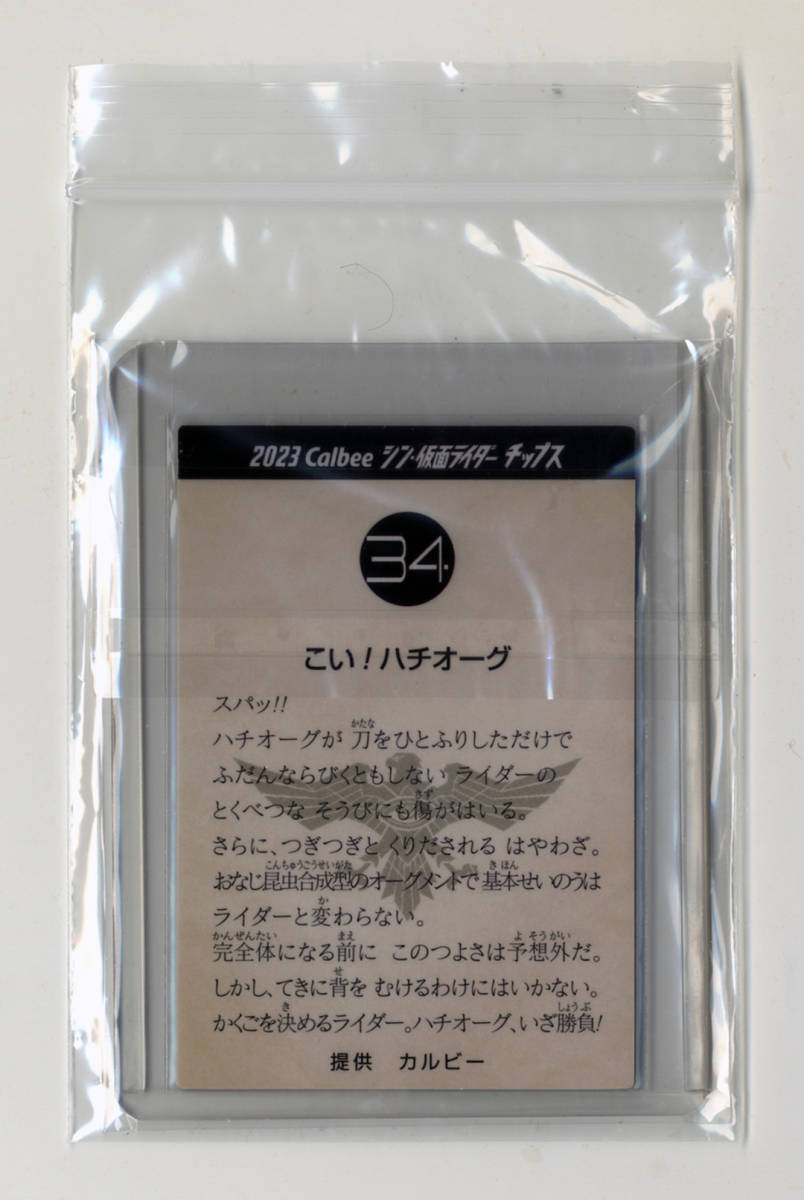 2023 Calbee シン・仮面ライダー チップス
34.
こい！ハチオーグ
スパッ!!
ハチオーグが 刀をひとふりしただけで
ふだんならびくともしない ライダーの
とくべつな そうびにも傷がはいる。
さらに、つぎつぎと くりだされる はやわざ。
おなじ昆虫合成型のオーグメントで 基本せいのうは
ライダーと変わらない。
完全体になる前に このつよさは予想外だ。
しかし、てきに背を むけるわけにはいかない。
かくごを決めるライダー。ハチオーグ、いざ勝負!
提供 カルビー